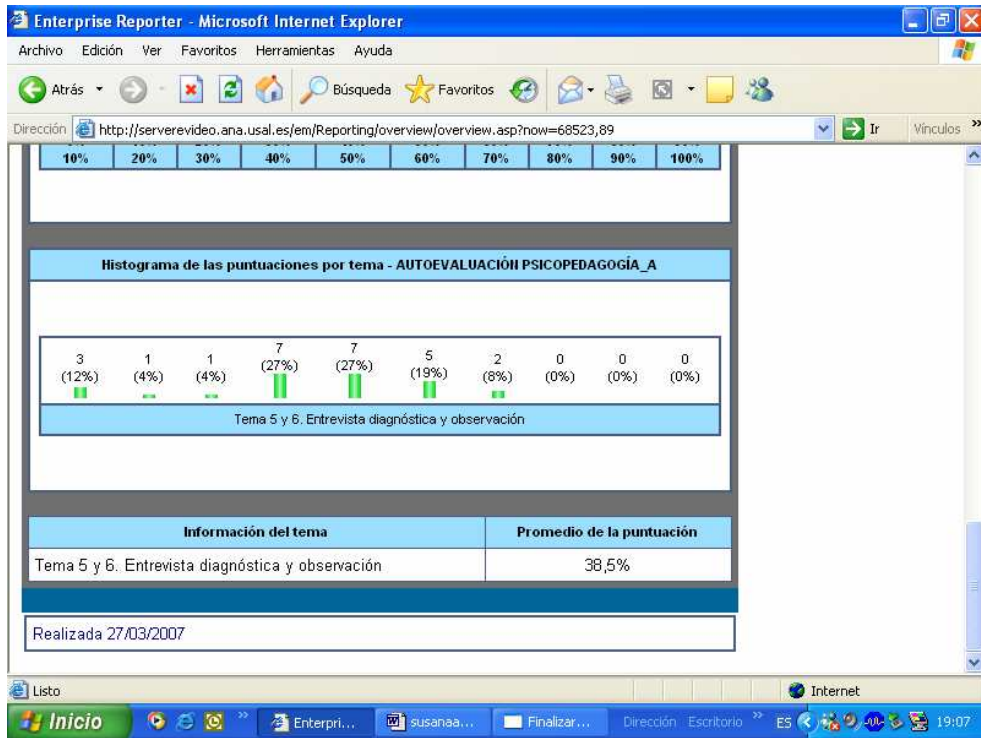 Enterprise Reporter - Microsoft Internet Explorer
Archivo Edición Ver Favoritos Herramientas Ayuda
Atrás Búsqueda Favoritos
Dirección http://serverevideo.ana.usal.es/em/Reporting/overview/overview.asp?now=68523,89 Ir Vínculos »
10% 20% 30% 40% 50% 60% 70% 80% 90% 100%
Histograma de las puntuaciones por tema - AUTOEVALUACIÓN PSICOPEDAGOGÍA_A
3 1 1 7 7 5 2 0 0 0
(12%) (4%) (4%) (27%) (27%) (19%) (8%) (0%) (0%) (0%)
Tema 5 y 6. Entrevista diagnóstica y observación
Información del tema Promedio de la puntuación
Tema 5 y 6. Entrevista diagnóstica y observación 38,5%
Realizada 27/03/2007
Listo Internet
Inicio » Enterpri... susanaa... Finalizar... Dirección Escritorio » ES 19:07